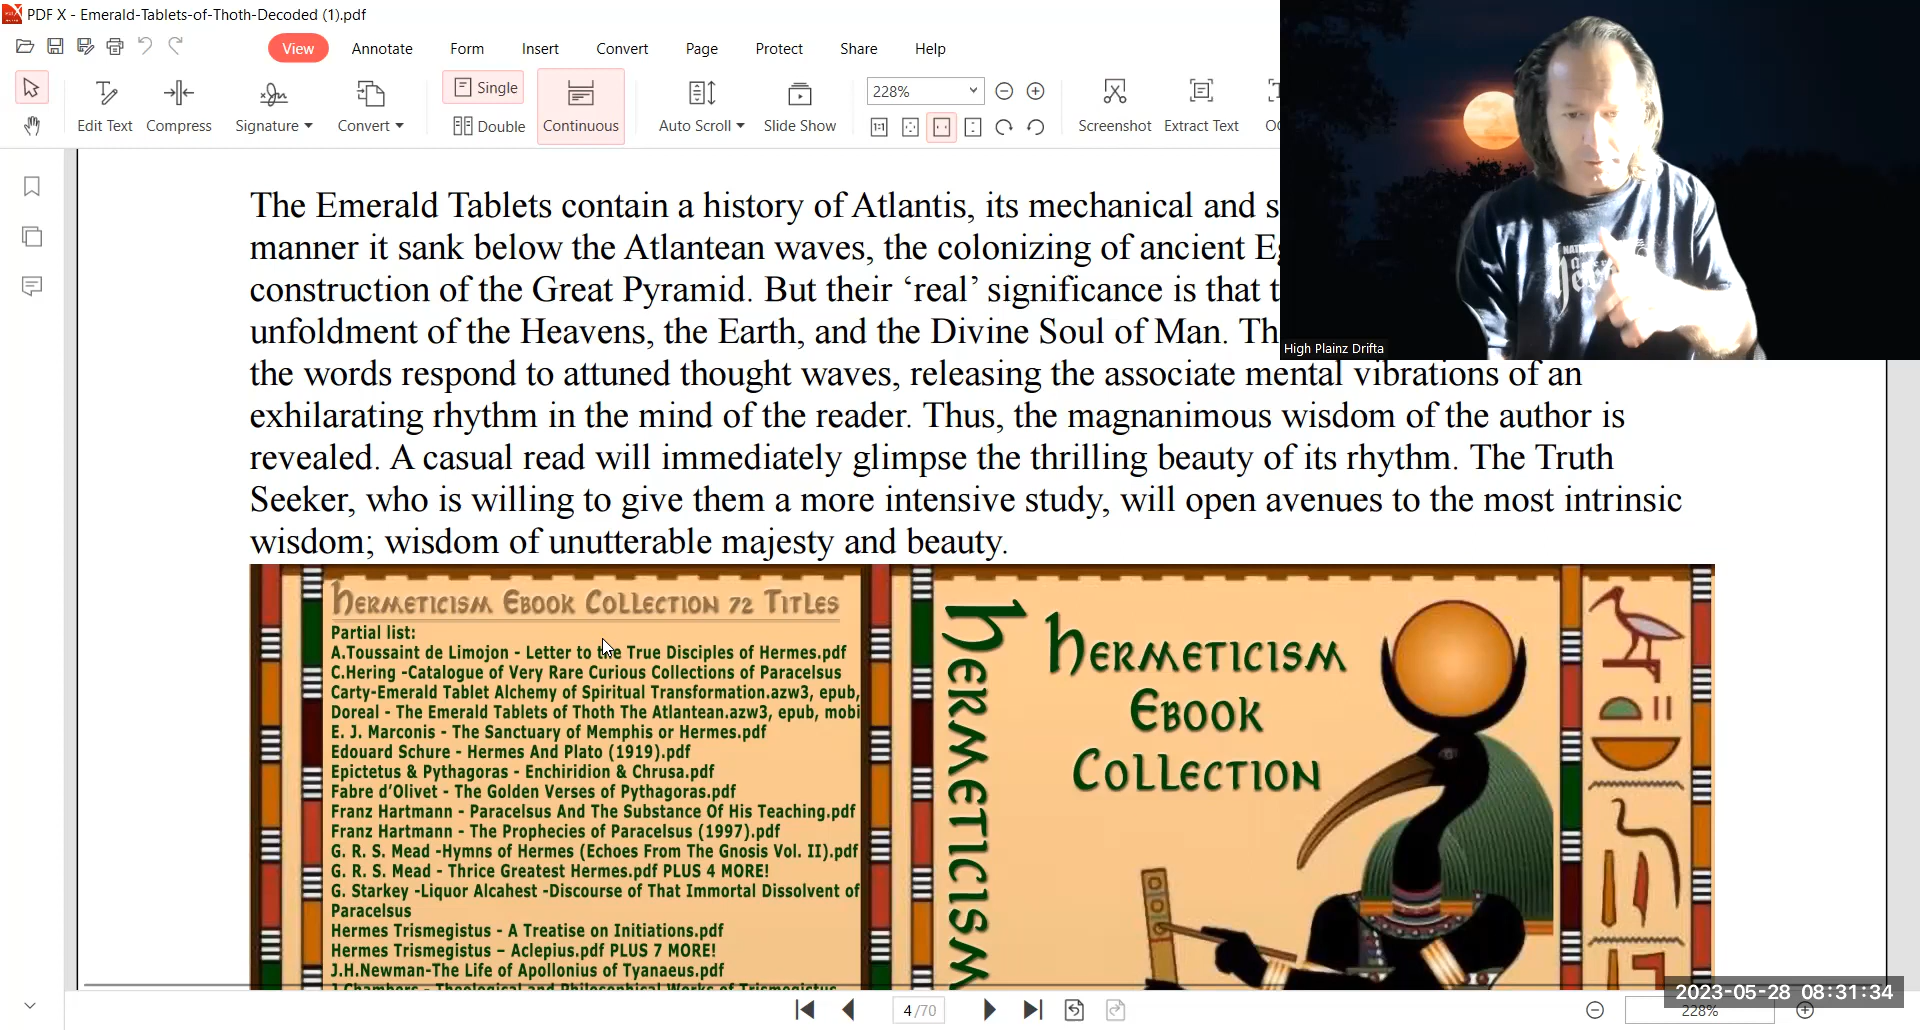 PDF X - Emerald-Tablets-of-Thoth-Decoded (1).pdf
View Annotate Form Insert Convert Page Protect Share Help
Single
228%
Edit Text Compress Signature Convert Double Continuous Auto Scroll Slide Show Screenshot Extract Text
High Plainz Drifta
The Emerald Tablets contain a history of Atlantis, its mechanical and s
manner it sank below the Atlantean waves, the colonizing of ancient Eg
construction of the Great Pyramid. But their ‘real’ significance is that t
unfoldment of the Heavens, the Earth, and the Divine Soul of Man. Th
the words respond to attuned thought waves, releasing the associate mental vibrations of an
exhilarating rhythm in the mind of the reader. Thus, the magnanimous wisdom of the author is
revealed. A casual read will immediately glimpse the thrilling beauty of its rhythm. The Truth
Seeker, who is willing to give them a more intensive study, will open avenues to the most intrinsic
wisdom; wisdom of unutterable majesty and beauty.
Hermeticism Ebook Collection 72 Titles
Partial list:
A.Toussaint de Limojon - Letter to the True Disciples of Hermes.pdf
C.Hering -Catalogue of Very Rare Curious Collections of Paracelsus
Carty-Emerald Tablet Alchemy of Spiritual Transformation.azw3, epub,
Doreal - The Emerald Tablets of Thoth The Atlantean.azw3, epub, mobi
E. J. Marconis - The Sanctuary of Memphis or Hermes.pdf
Edouard Schure - Hermes And Plato (1919).pdf
Epictetus & Pythagoras - Enchiridion & Chrusa.pdf
Fabre d'Olivet - The Golden Verses of Pythagoras.pdf
Franz Hartmann - Paracelsus And The Substance Of His Teaching.pdf
Franz Hartmann - The Prophecies of Paracelsus (1997).pdf
G. R. S. Mead -Hymns of Hermes (Echoes From The Gnosis Vol. II).pdf
G. R. S. Mead - Thrice Greatest Hermes.pdf PLUS 4 MORE!
G. Starkey -Liquor Alcahest -Discourse of That Immortal Dissolvent of
Paracelsus
Hermes Trismegistus - A Treatise on Initiations.pdf
Hermes Trismegistus – Aclepius.pdf PLUS 7 MORE!
J.H.Newman-The Life of Apollonius of Tyanaeus.pdf
J.Chambers - Theological and Philosophical Works of Trismegistus
Hermeticism
Hermeticism
Ebook
Collection
4 /70
2023-05-28 08:31:34
228%